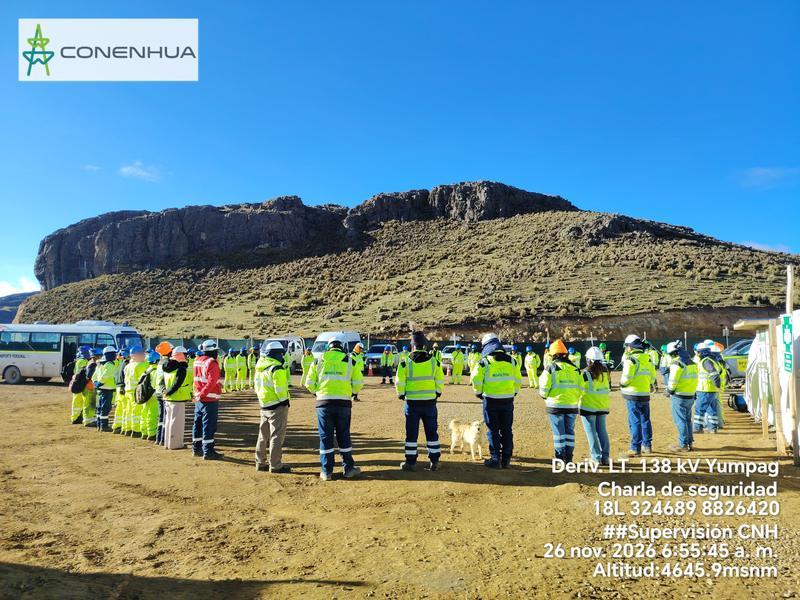 CONENHUA
Deriv. LT. 138 kV Yumpag
Charla de seguridad
18L 324689 8826420
##Supervisión CNH
26 nov. 2026 6:55:45 a. m.
Altitud:4645.9msnm